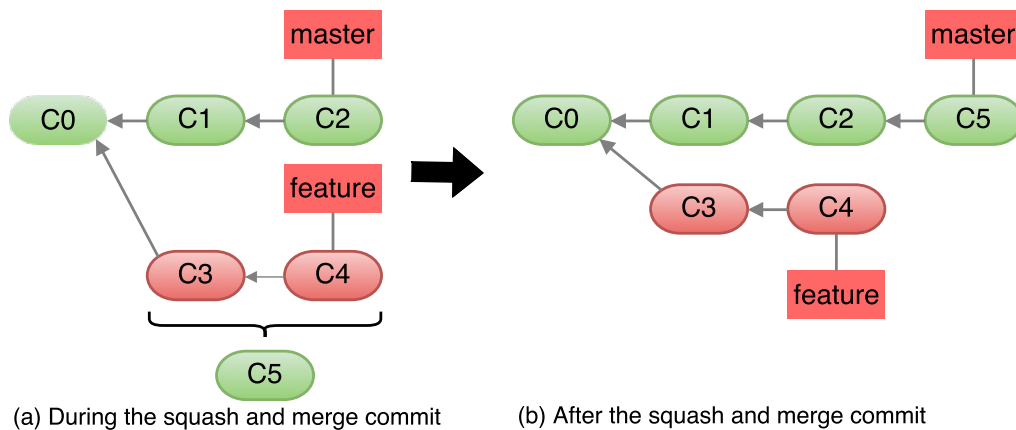 master
C0
C1
C2
feature
C3
C4
C5
(a) During the squash and merge commit
master
C0
C1
C2
C5
C3
C4
feature
(b) After the squash and merge commit